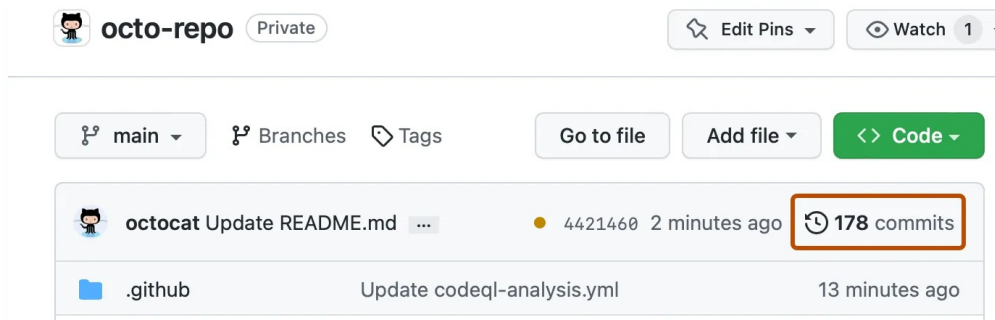 octo-repo Private Edit Pins Watch 1
main Branches Tags Go to file Add file <> Code
octocat Update README.md ... 4421460 2 minutes ago 178 commits
.github Update codeql-analysis.yml 13 minutes ago